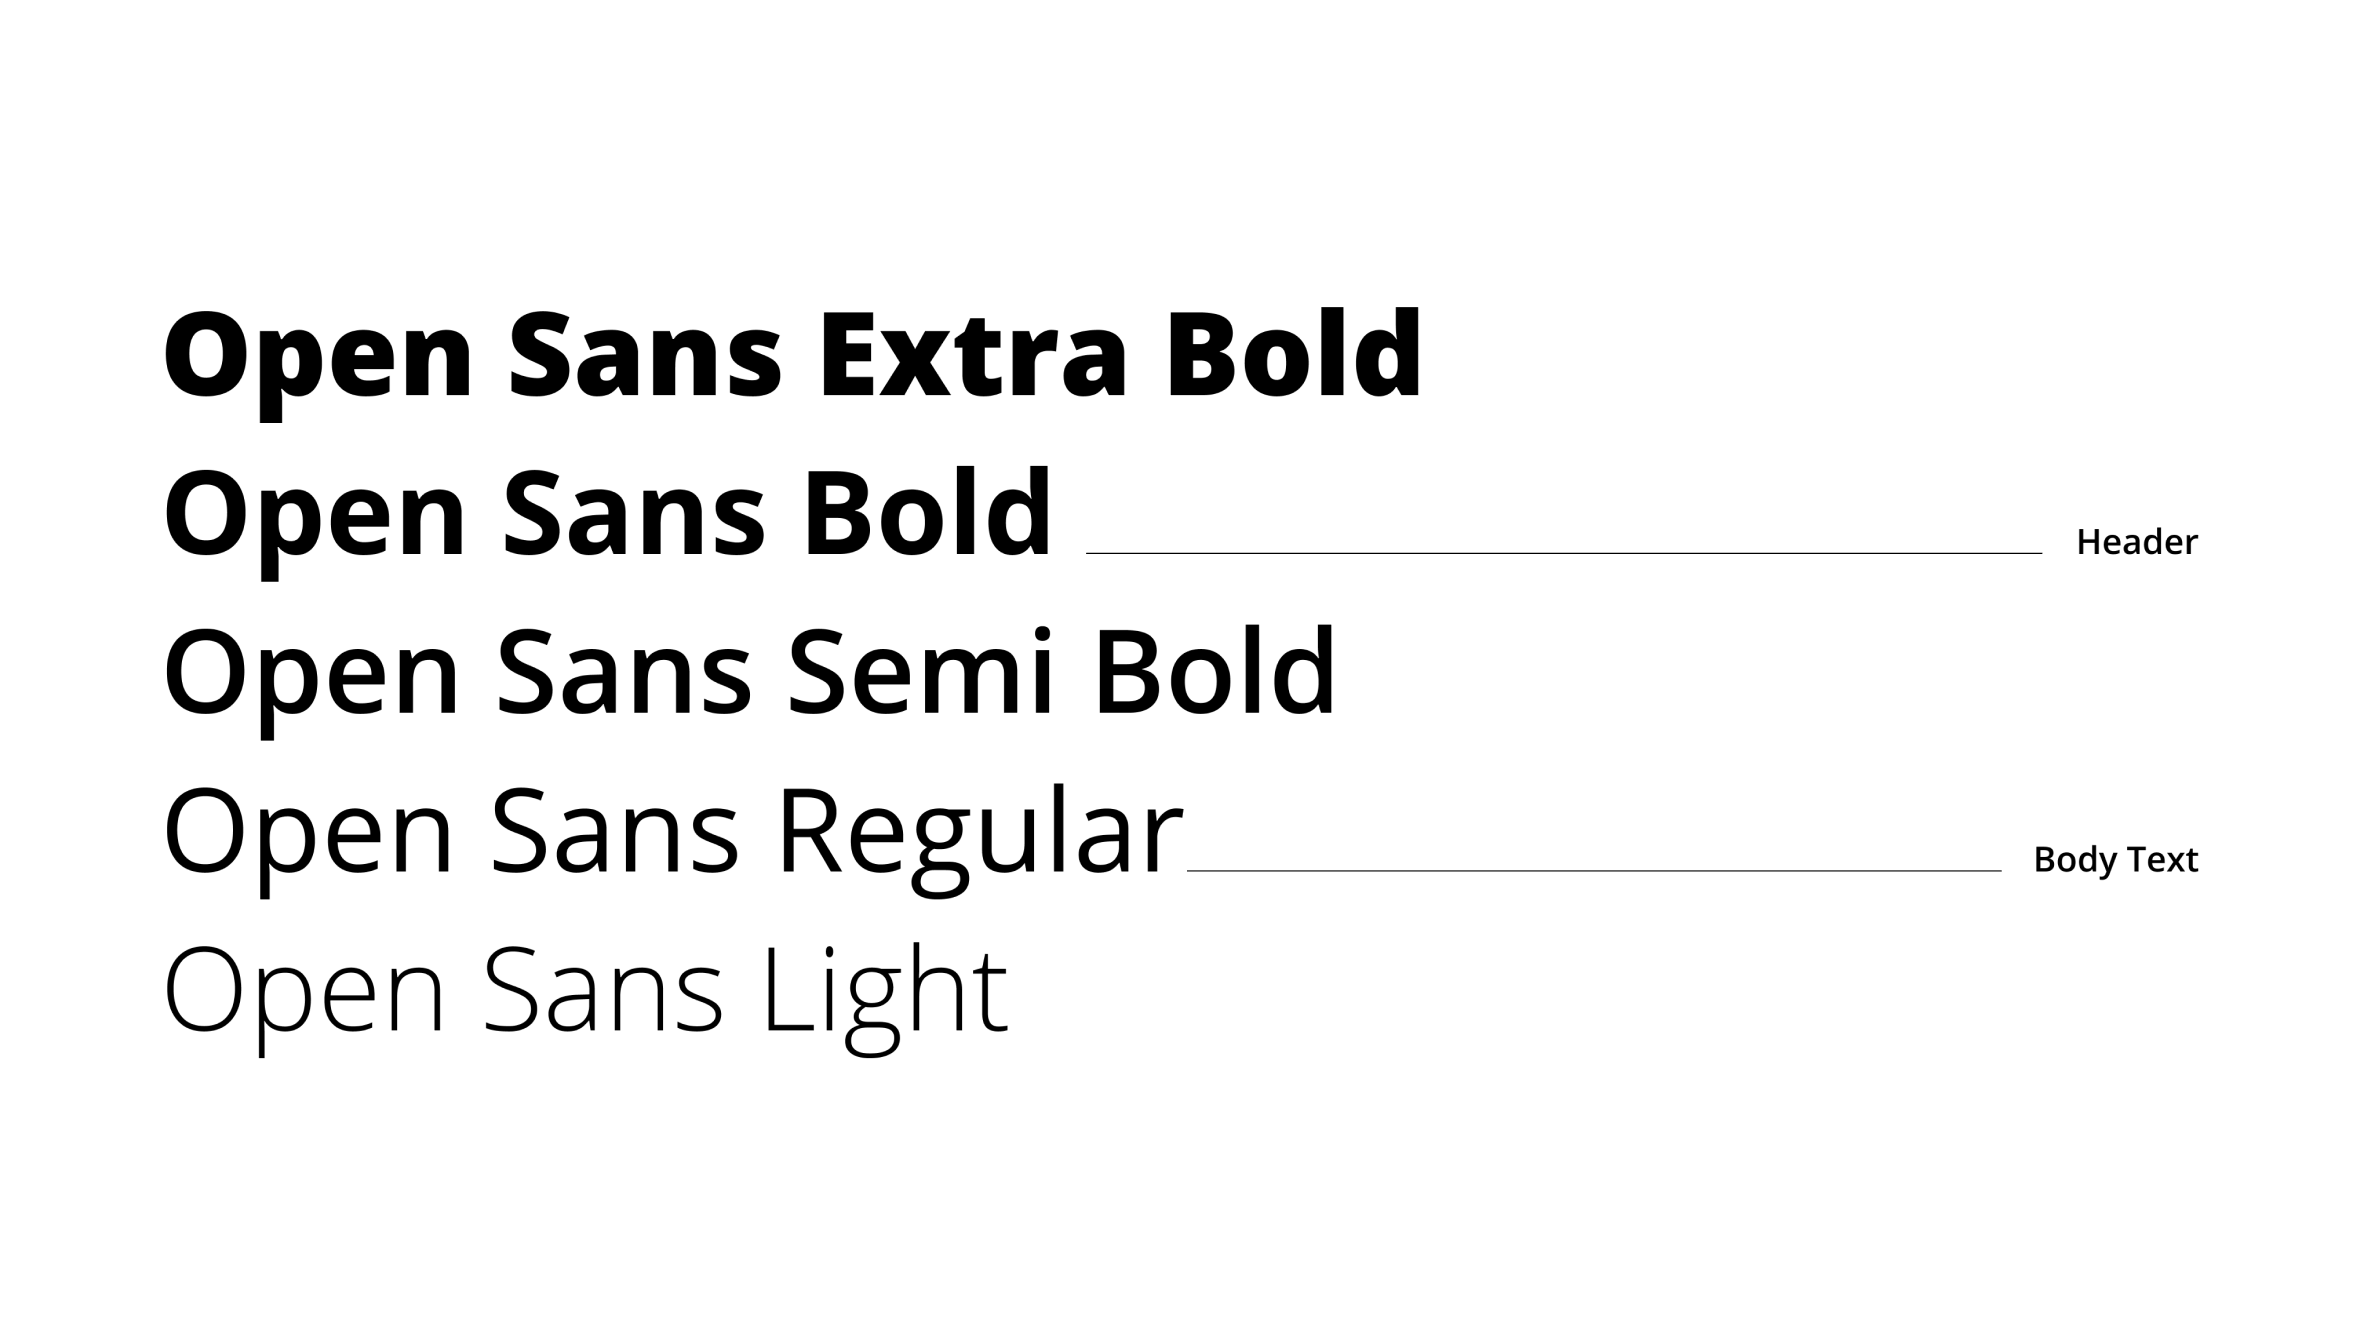 Open Sans Extra Bold
Open Sans Bold Header
Open Sans Semi Bold
Open Sans Regular Body Text
Open Sans Light